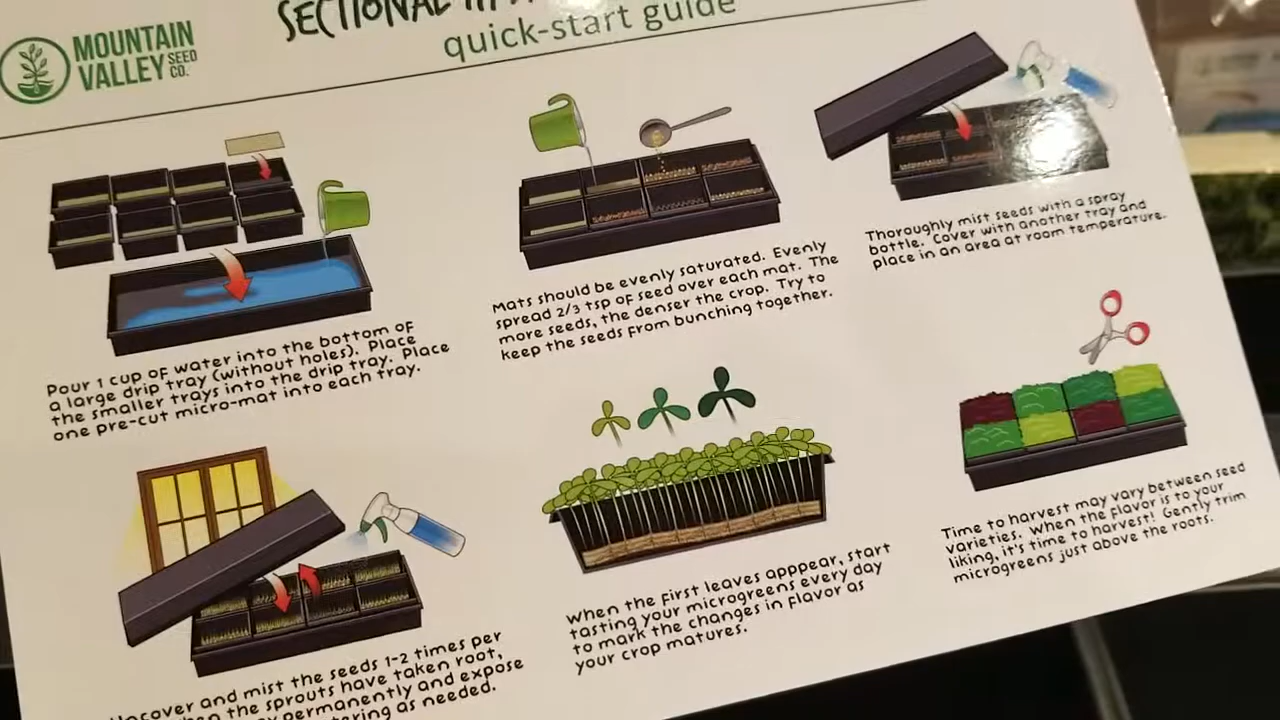 MOUNTAIN
VALLEY SEED CO.
SECTIONAL
quick-start guide
Pour 1 cup of water into the bottom of
a large drip tray (without holes). Place
the smaller trays into the drip tray. Place
one pre-cut micro-mat into each tray.
Mats should be evenly saturated. Evenly
spread 2/3 tsp of seed over each mat. The
more seeds, the denser the crop. Try to
keep the seeds from bunching together.
Thoroughly mist seeds with a spray
bottle. Cover with another tray and
place in an area at room temperature.
Uncover and mist the seeds 1-2 times per
the sprouts have taken root,
permanently and expose
as needed.
When the first leaves apppear, start
tasting your microgreens every day
to mark the changes in flavor as
your crop matures.
Time to harvest may vary between seed
varieties. When the flavor is to your
liking, it's time to harvest! Gently trim
microgreens just above the roots.